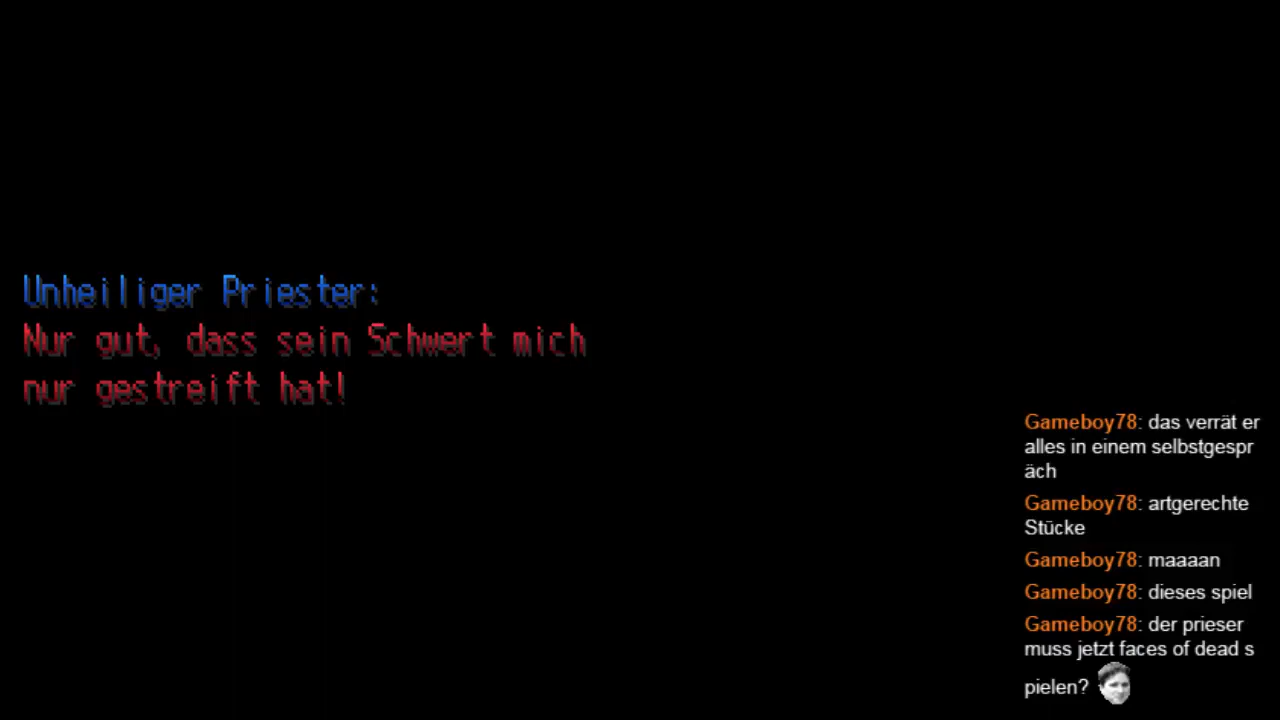 Unheiliger Priester:
Nur gut, dass sein Schwert mich
nur gestreift hat!
Gameboy78: das verrät er
alles in einem selbstgespr
äch
Gameboy78: artgerechte
Stücke
Gameboy78: maaaan
Gameboy78: dieses spiel
Gameboy78: der prieser
muss jetzt faces of dead s
pielen?